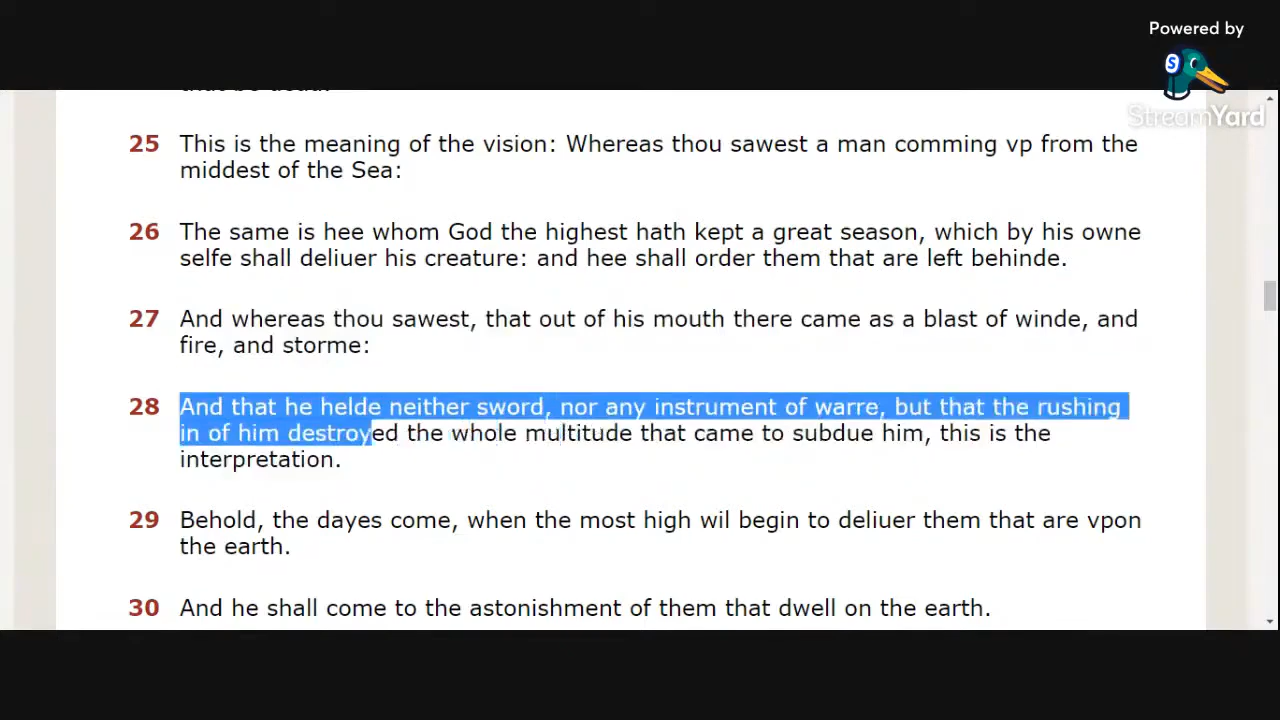 Powered by
StreamYard
25 This is the meaning of the vision: Whereas thou sawest a man comming vp from the
middest of the Sea:
26 The same is hee whom God the highest hath kept a great season, which by his owne
selfe shall deliuer his creature: and hee shall order them that are left behinde.
27 And whereas thou sawest, that out of his mouth there came as a blast of winde, and
fire, and storme:
28 And that he helde neither sword, nor any instrument of warre, but that the rushing
in of him destroyed the whole multitude that came to subdue him, this is the
interpretation.
29 Behold, the dayes come, when the most high wil begin to deliuer them that are vpon
the earth.
30 And he shall come to the astonishment of them that dwell on the earth.